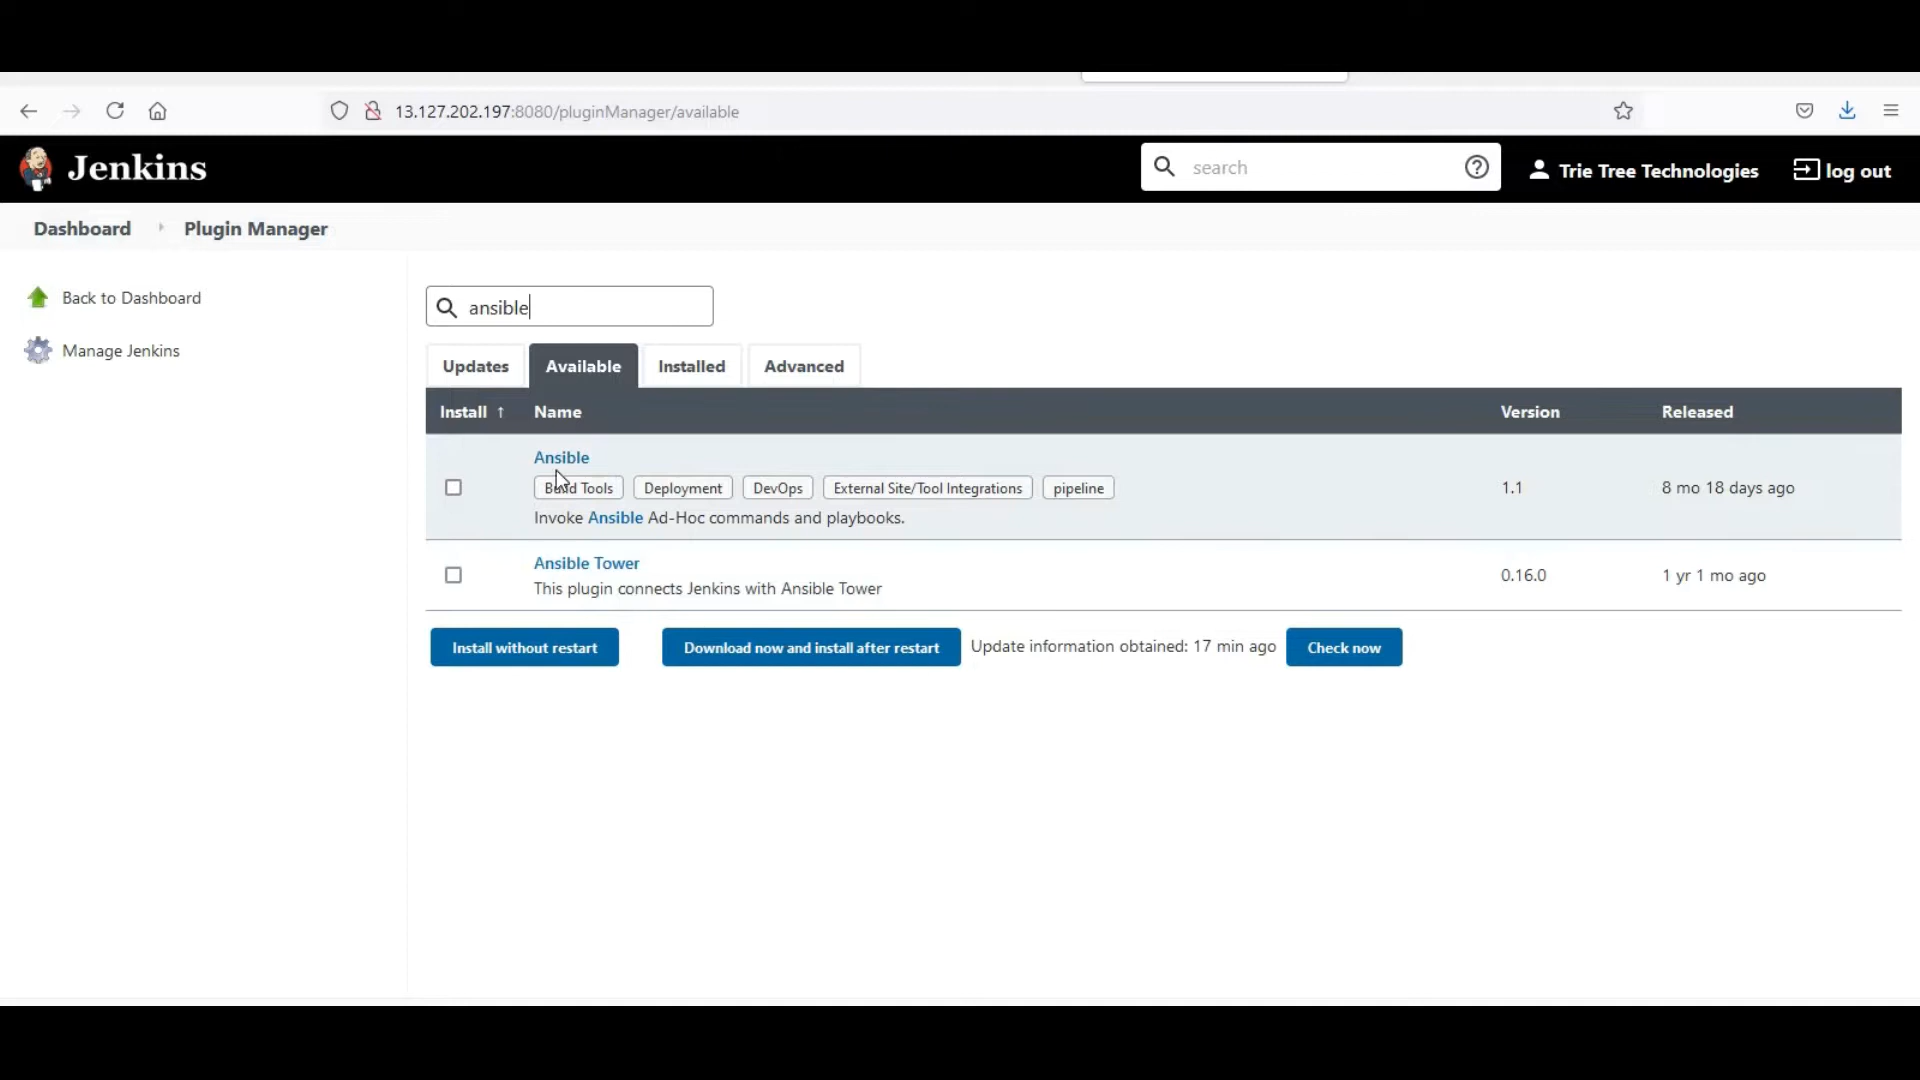 13.127.202.197:8080/pluginManager/available
Jenkins
search
Trie Tree Technologies
log out
Dashboard
Plugin Manager
Back to Dashboard
Manage Jenkins
ansible
Updates
Available
Installed
Advanced
Install ↑ Name Version Released
Ansible
Build Tools Deployment DevOps External Site/Tool Integrations pipeline
1.1 8 mo 18 days ago
Invoke Ansible Ad-Hoc commands and playbooks.
Ansible Tower
This plugin connects Jenkins with Ansible Tower
0.16.0 1 yr 1 mo ago
Install without restart
Download now and install after restart
Update information obtained: 17 min ago
Check now